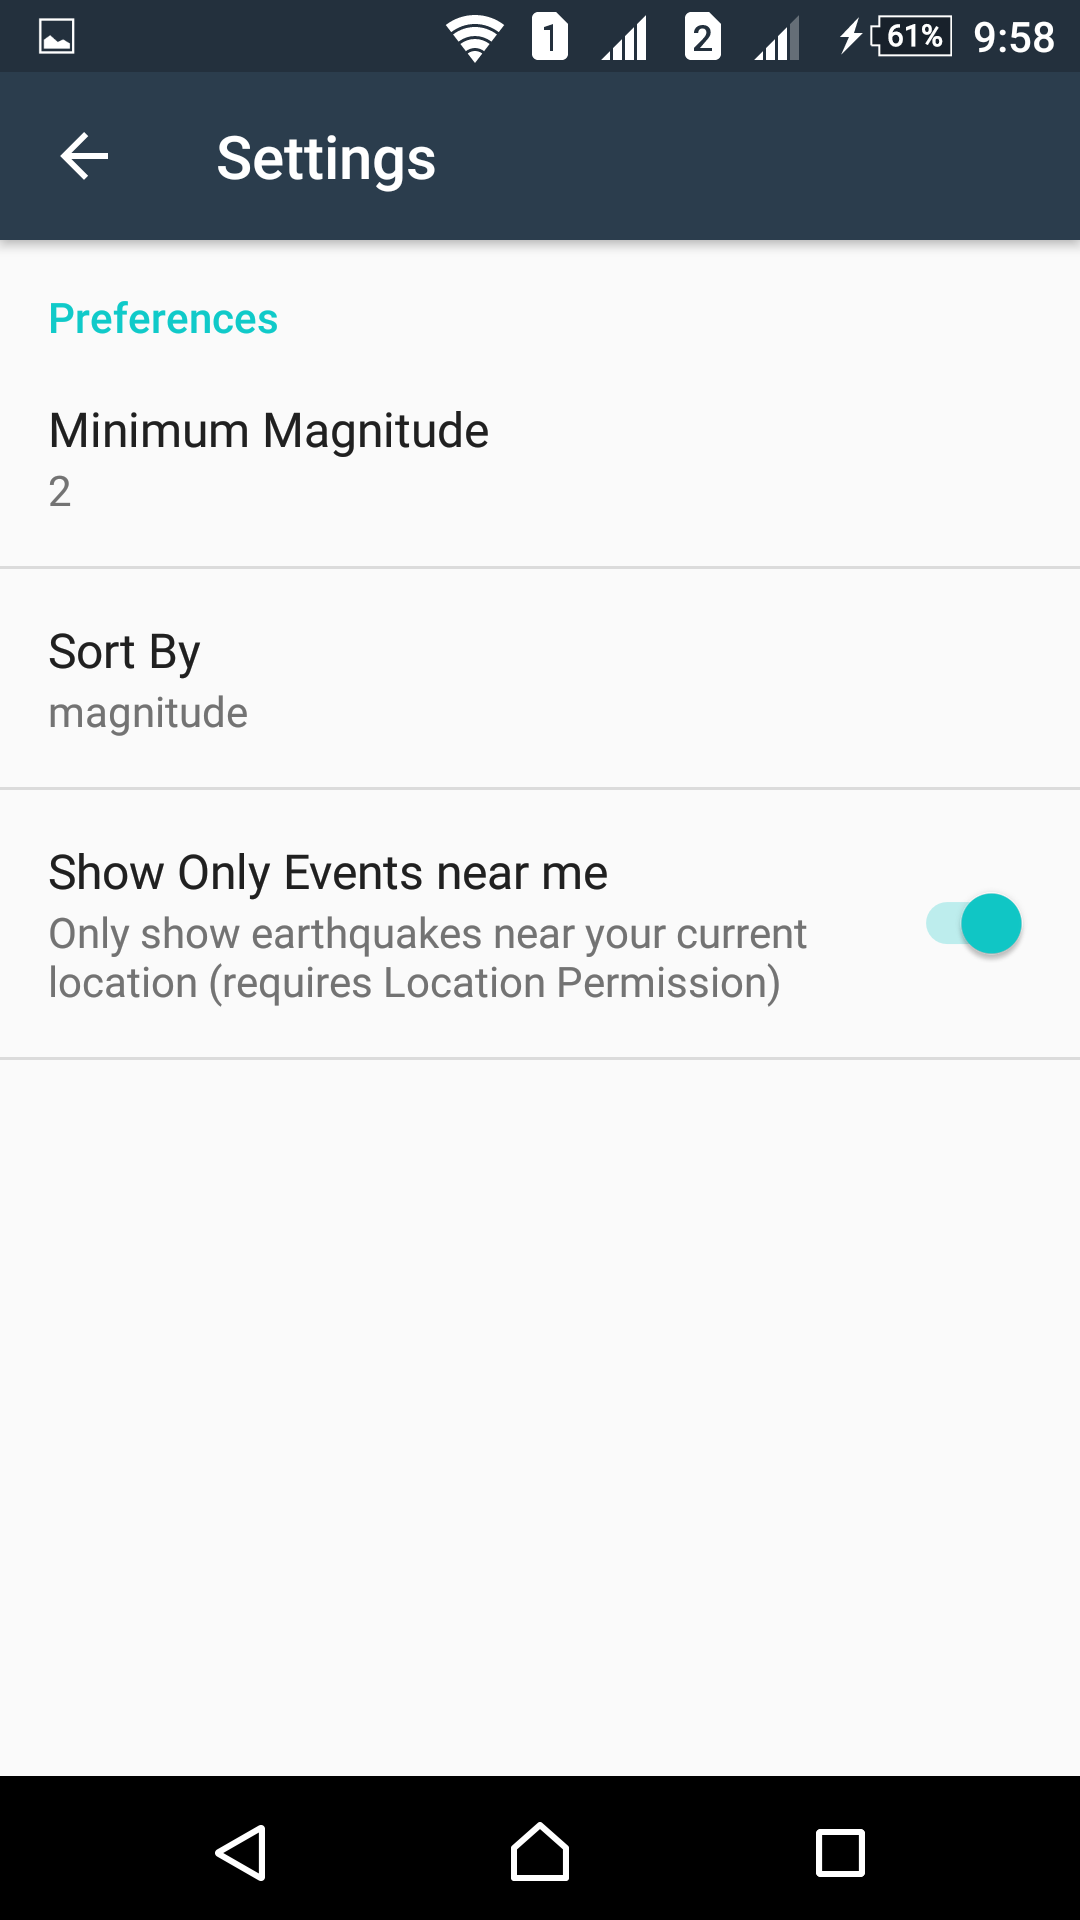 1 2 61% 9:58
Settings
Preferences
Minimum Magnitude
2
Sort By
magnitude
Show Only Events near me
Only show earthquakes near your current
location (requires Location Permission)